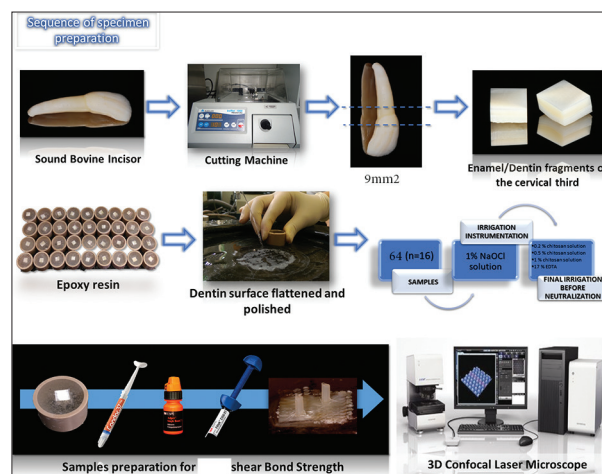 Sequence of specimen
preparation
Sound Bovine Incisor
Cutting Machine
9mm2
Enamel/Dentin fragments of
the cervical third
Epoxy resin
Dentin surface flattened and
polished
64 (n=16)
SAMPLES
IRRIGATION
INSTRUMENTATION
1% NaOCl
solution
•0.2 % chitosan solution
•0.5 % chitosan solution
•1 % chitosan solution
•17 % EDTA
FINAL IRRIGATION
BEFORE
NEUTRALIZATION
Samples preparation for shear Bond Strength
3D Confocal Laser Microscope